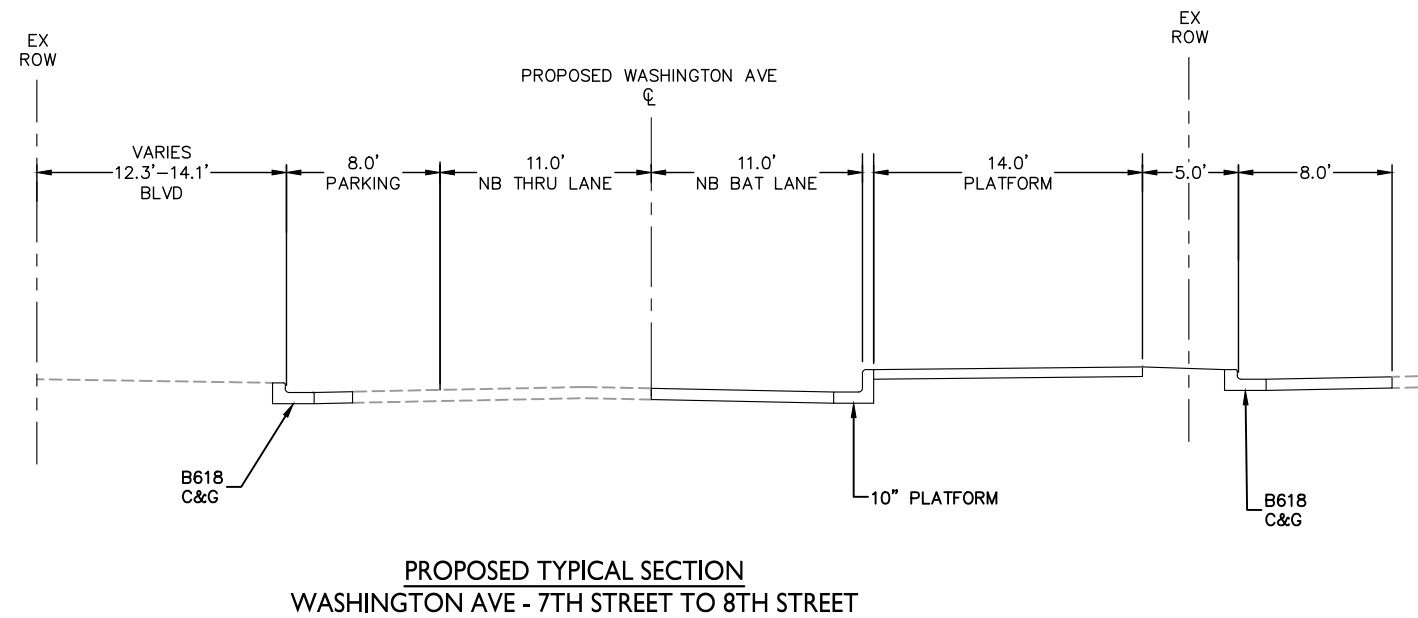 EX
ROW
PROPOSED WASHINGTON AVE
℄
EX
ROW
VARIES
12.3'-14.1'
BLVD
8.0'
PARKING
11.0'
NB THRU LANE
11.0'
NB BAT LANE
14.0'
PLATFORM
5.0'
8.0'
B618
C&G
10" PLATFORM
B618
C&G
PROPOSED TYPICAL SECTION
WASHINGTON AVE - 7TH STREET TO 8TH STREET